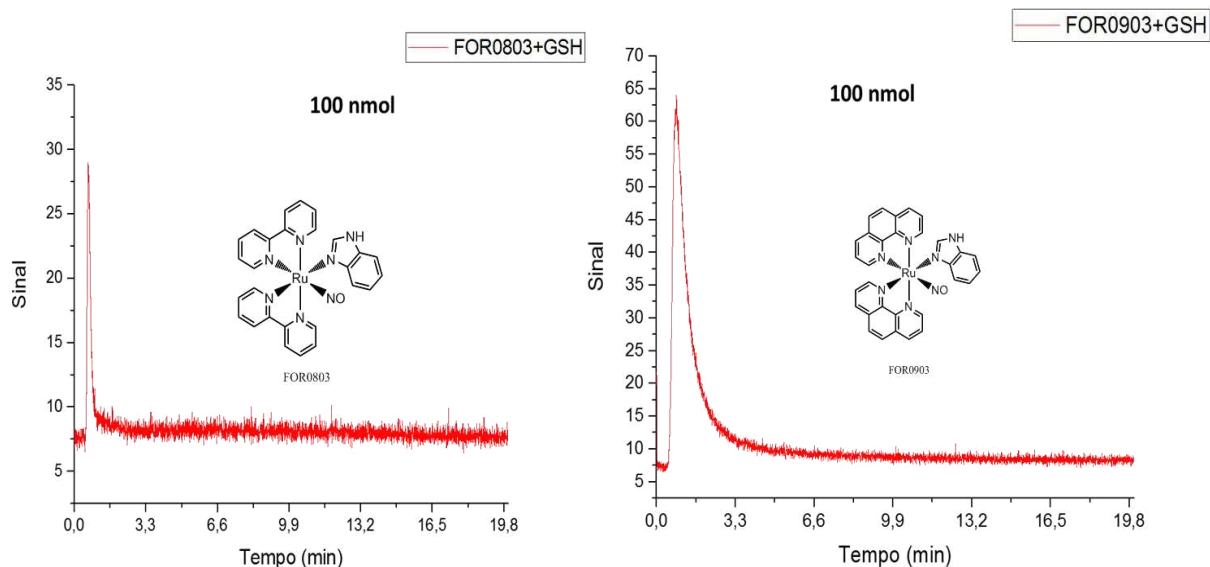 FOR0803+GSH
100 nmol
35
30
25
20
15
10
5
Sinal
N
N
N
N
N
NH
Ru
NO
FOR0803
0,0 3,3 6,6 9,9 13,2 16,5 19,8
Tempo (min)
FOR0903+GSH
100 nmol
70
65
60
55
50
45
40
35
30
25
20
15
10
5
Sinal
N
N
N
N
N
NH
Ru
NO
FOR0903
0,0 3,3 6,6 9,9 13,2 16,5 19,8
Tempo (min)